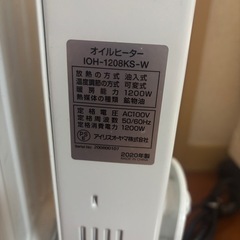 オイルヒーター
IOH-1208KS-W
放熱の方式 油入式
温度調節の方式 可変式
暖房能力 1200W
熱媒体の種類 鉱物油
定格電圧 AC100V
定格周波数 50/60Hz
定格消費電力 1200W
アイリスオーヤマ株式会社
2020年製